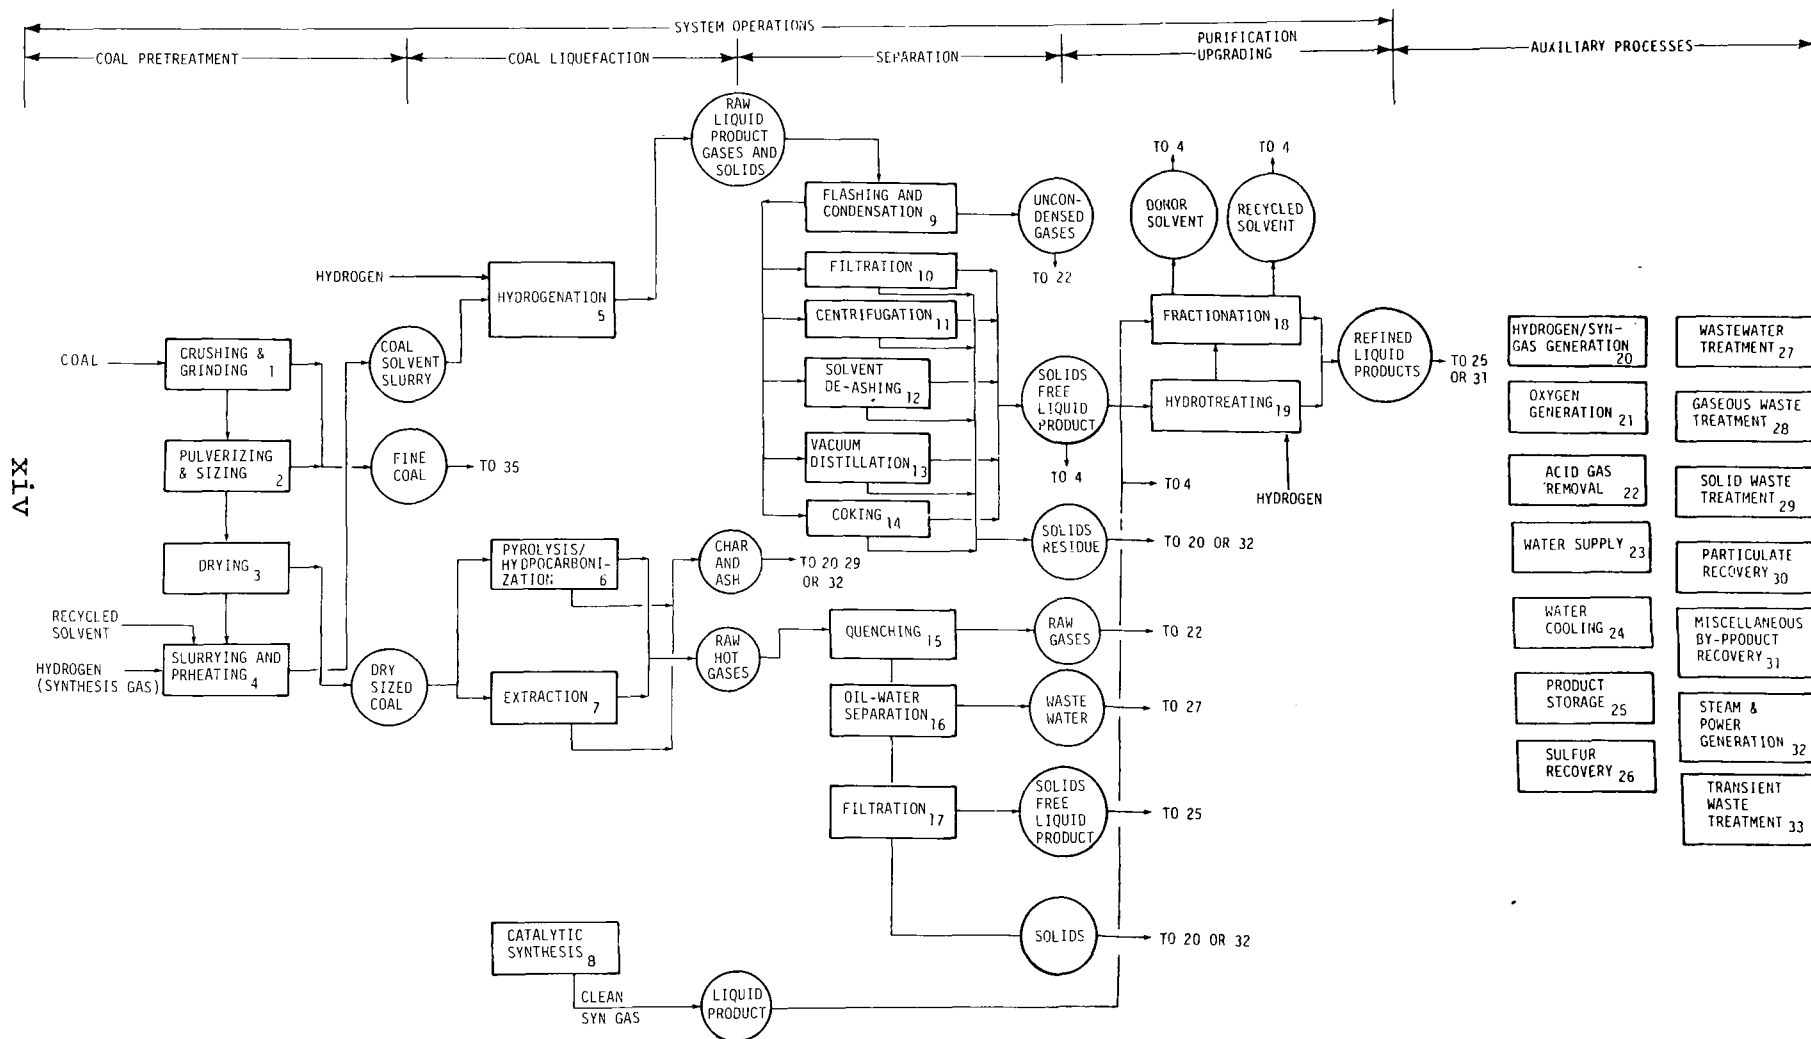 SYSTEM OPERATIONS
COAL PRETREATMENT
COAL LIQUEFACTION
SEPARATION
PURIFICATION
UPGRADING
AUXILIARY PROCESSES
xiv
COAL
CRUSHING &
GRINDING 1
PULVERIZING
& SIZING 2
DRYING 3
RECYCLED
SOLVENT
HYDROGEN
(SYNTHESIS GAS)
SLURRYING AND
PRHEATING 4
COAL
SOLVENT
SLURRY
FINE
COAL
TO 35
DRY
SIZED
COAL
HYDROGEN
HYDROGENATION
5
PYROLYSIS/
HYDPOCARBONI-
ZATION 6
EXTRACTION 7
CATALYTIC
SYNTHESIS 8
CLEAN
SYN GAS
RAW
LIQUID
PRODUCT
GASES AND
SOLIDS
CHAR
AND
ASH
TO 20 29
OR 32
RAW
HOT
GASES
LIQUID
PRODUCT
FLASHING AND
CONDENSATION 9
FILTRATION 10
CENTRIFUGATION 11
SOLVENT
DE-ASHING 12
VACUUM
DISTILLATION 13
COKING 14
QUENCHING 15
OIL-WATER
SEPARATION 16
FILTRATION
17
UNCON-
DENSED
GASES
TO 22
SOLIDS
FREE
LIQUID
PRODUCT
TO 4
SOLIDS
RESIDUE
TO 20 OR 32
RAW
GASES
TO 22
WASTE
WATER
TO 27
SOLIDS
FREE
LIQUID
PRODUCT
TO 25
SOLIDS
TO 20 OR 32
TO 4
TO 4
DONOR
SOLVENT
RECYCLED
SOLVENT
FRACTIONATION 18
HYDROTREATING 19
TO 4
HYDROGEN
REFINED
LIQUID
PRODUCTS
TO 25
OR 31
HYDROGEN/SYN-
GAS GENERATION
20
OXYGEN
GENERATION 21
ACID GAS
REMOVAL 22
WATER SUPPLY 23
WATER
COOLING 24
PRODUCT
STORAGE 25
SULFUR
RECOVERY 26
WASTEWATER
TREATMENT 27
GASEOUS WASTE
TREATMENT 28
SOLID WASTE
TREATMENT 29
PARTICULATE
RECOVERY 30
MISCELLANEOUS
BY-PRODUCT
RECOVERY 31
STEAM &
POWER
GENERATION 32
TRANSIENT
WASTE
TREATMENT 33